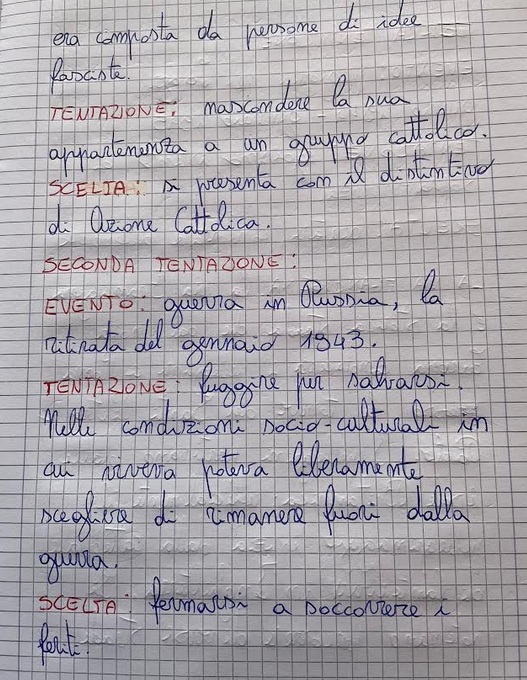 era composta da persone di idee
fasciste.
TENTAZIONE: nascondere la sua
appartenenza a un gruppo cattolico.
SCELTA: si presenta con il distintivo
di Azione Cattolica.
SECONDA TENTAZIONE:
EVENTO: guerra in Russia, la
ritirata del gennaio 1943.
TENTAZIONE: fuggire per salvarsi.
Nelle condizioni socio-culturali in
cui viveva poteva liberamente
scegliere di rimanere fuori dalla
guerra.
SCELTA: fermarsi a soccorrere i
feriti.